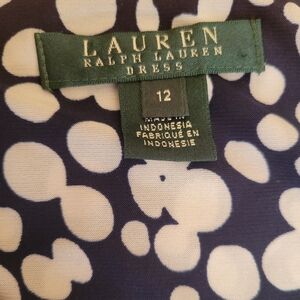 LAUREN
RALPH LAUREN
DRESS
12
MADE IN
INDONESIA
FABRIQUÉ EN
INDONÉSIE